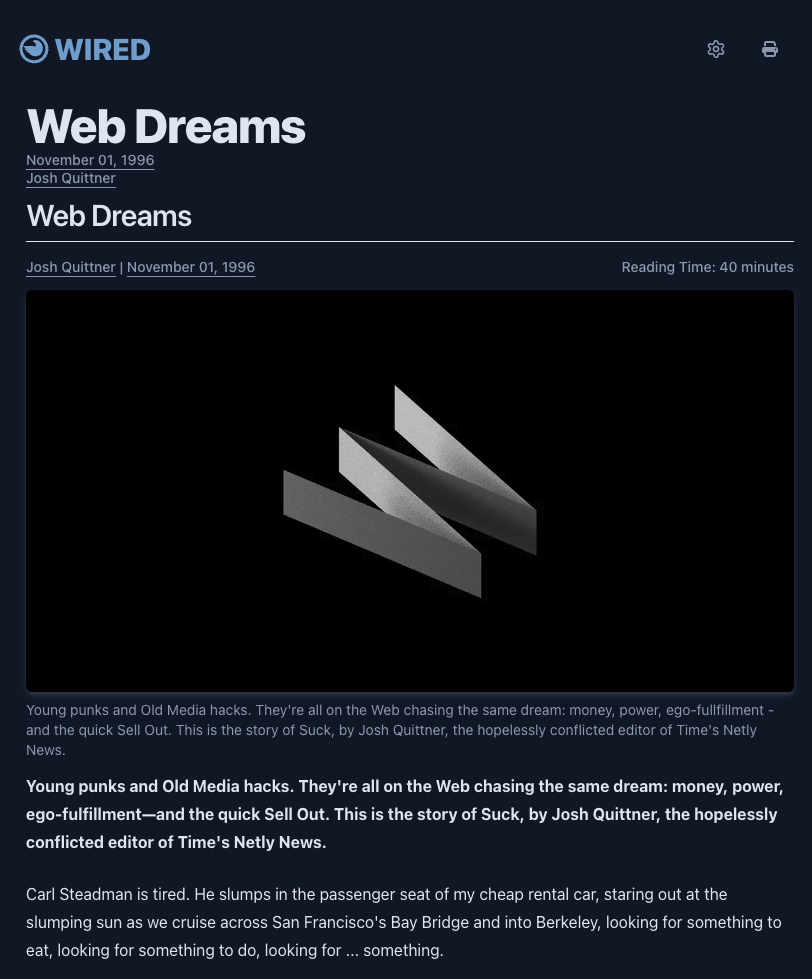 WIRED
Web Dreams
November 01, 1996
Josh Quittner
Web Dreams
Josh Quittner | November 01, 1996 Reading Time: 40 minutes
Young punks and Old Media hacks. They're all on the Web chasing the same dream: money, power, ego-fullfillment -
and the quick Sell Out. This is the story of Suck, by Josh Quittner, the hopelessly conflicted editor of Time's Netly
News.
Young punks and Old Media hacks. They're all on the Web chasing the same dream: money, power,
ego-fulfillment—and the quick Sell Out. This is the story of Suck, by Josh Quittner, the hopelessly
conflicted editor of Time's Netly News.
Carl Steadman is tired. He slumps in the passenger seat of my cheap rental car, staring out at the
slumping sun as we cruise across San Francisco's Bay Bridge and into Berkeley, looking for something to
eat, looking for something to do, looking for ... something.